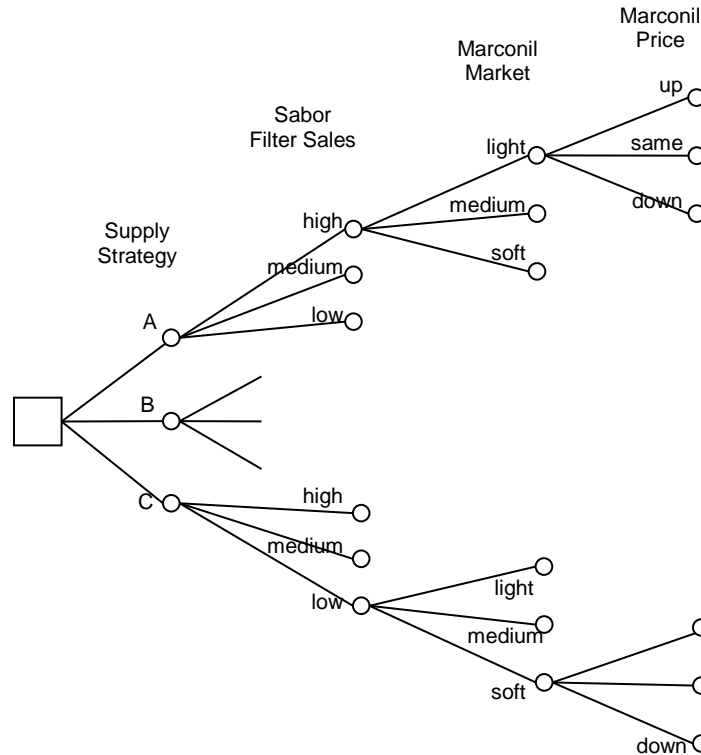 Marconil
Price
Marconil
Market
up
Sabor
Filter Sales
light
same
medium
down
high
Supply
Strategy
soft
medium
A
low
B
C
high
medium
light
low
medium
soft
down